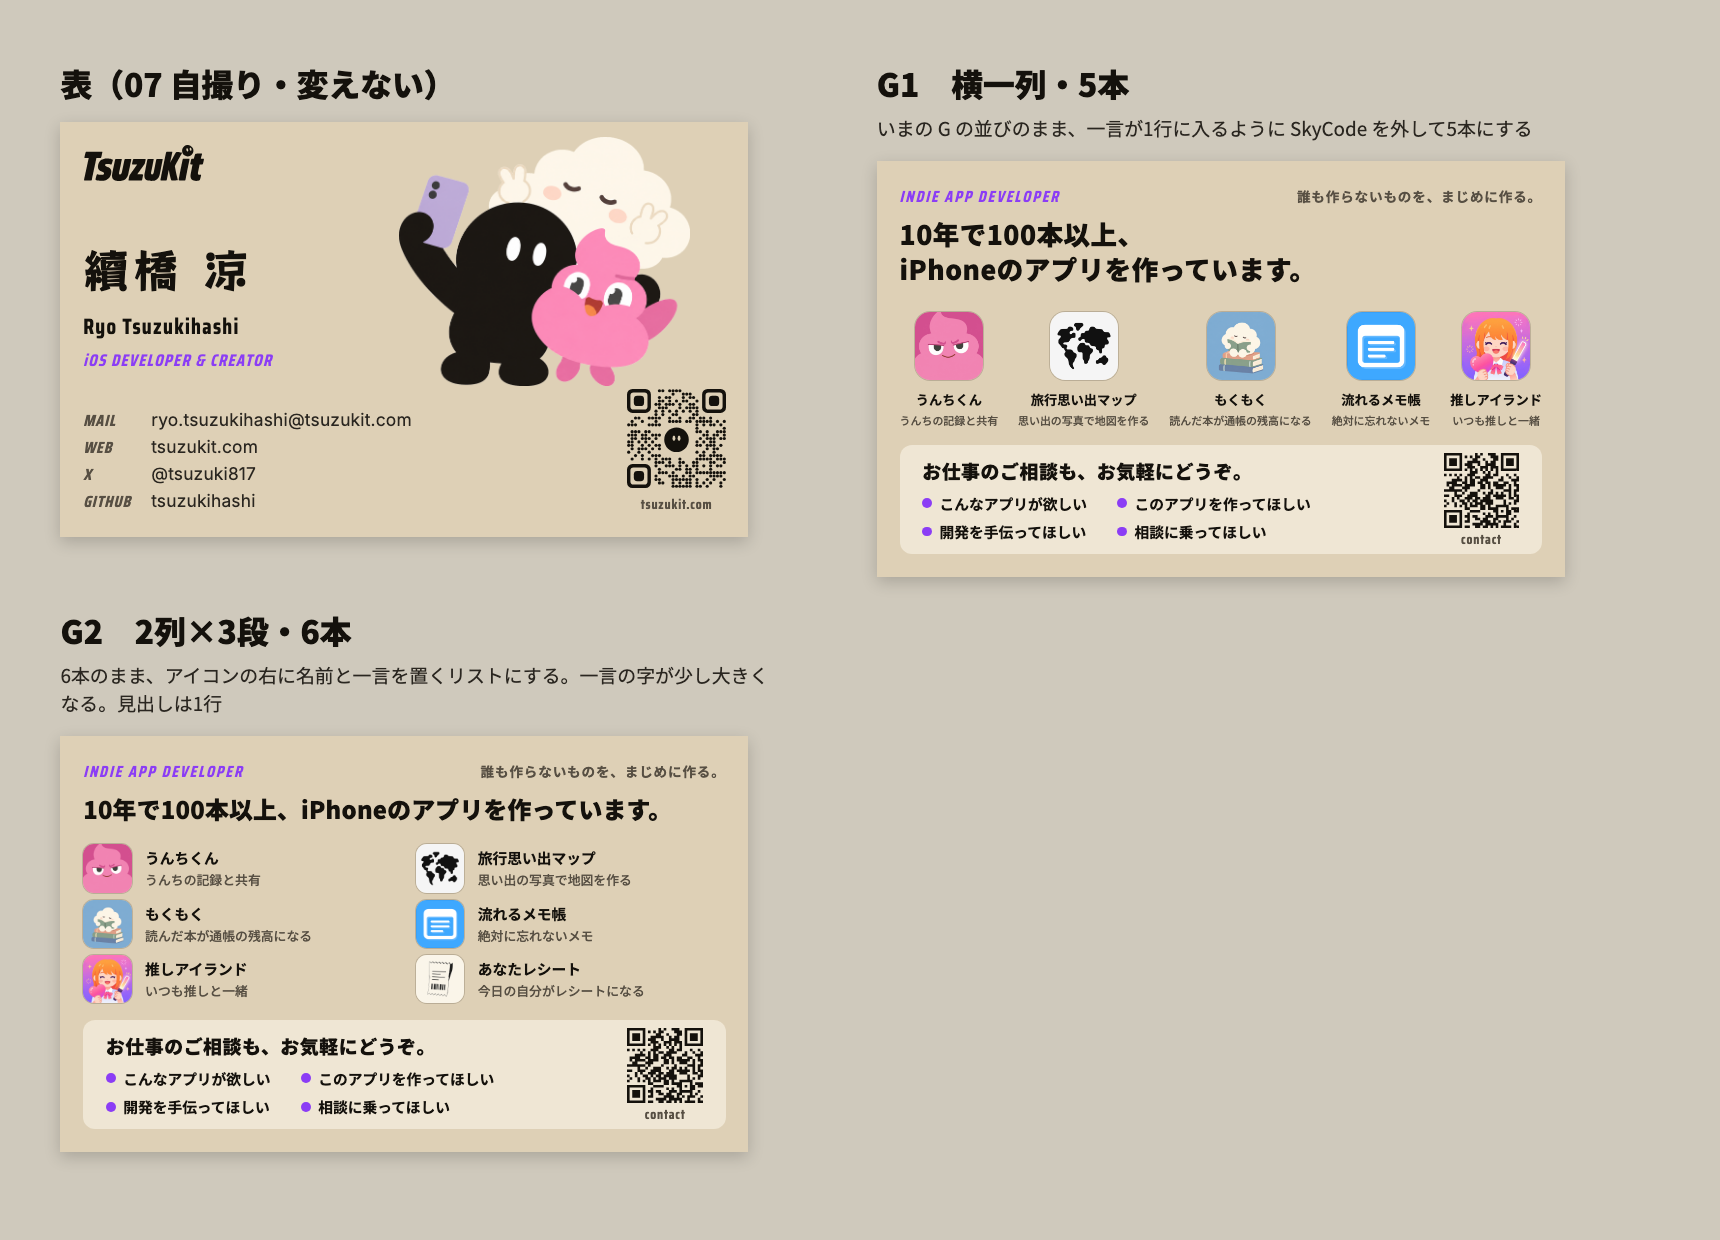 表（07 自撮り・変えない）
TsuzuKit
續橋 涼
Ryo Tsuzukihashi
iOS DEVELOPER & CREATOR
MAIL ryo.tsuzukihashi@tsuzukit.com
WEB tsuzukit.com
X @tsuzuki817
GITHUB tsuzukihashi
tsuzukit.com
G1　横一列・5本
いまの G の並びのまま、一言が1行に入るように SkyCode を外して5本にする
INDIE APP DEVELOPER
誰も作らないものを、まじめに作る。
10年で100本以上、
iPhoneのアプリを作っています。
うんちくん
うんちの記録と共有
旅行思い出マップ
思い出の写真で地図を作る
もくもく
読んだ本が通帳の残高になる
流れるメモ帳
絶対に忘れないメモ
推しアイランド
いつも推しと一緒
お仕事のご相談も、お気軽にどうぞ。
こんなアプリが欲しい
このアプリを作ってほしい
開発を手伝ってほしい
相談に乗ってほしい
contact
G2　2列×3段・6本
6本のまま、アイコンの右に名前と一言を置くリストにする。一言の字が少し大きく
なる。見出しは1行
INDIE APP DEVELOPER
誰も作らないものを、まじめに作る。
10年で100本以上、iPhoneのアプリを作っています。
うんちくん
うんちの記録と共有
旅行思い出マップ
思い出の写真で地図を作る
もくもく
読んだ本が通帳の残高になる
流れるメモ帳
絶対に忘れないメモ
推しアイランド
いつも推しと一緒
あなたレシート
今日の自分がレシートになる
お仕事のご相談も、お気軽にどうぞ。
こんなアプリが欲しい
このアプリを作ってほしい
開発を手伝ってほしい
相談に乗ってほしい
contact